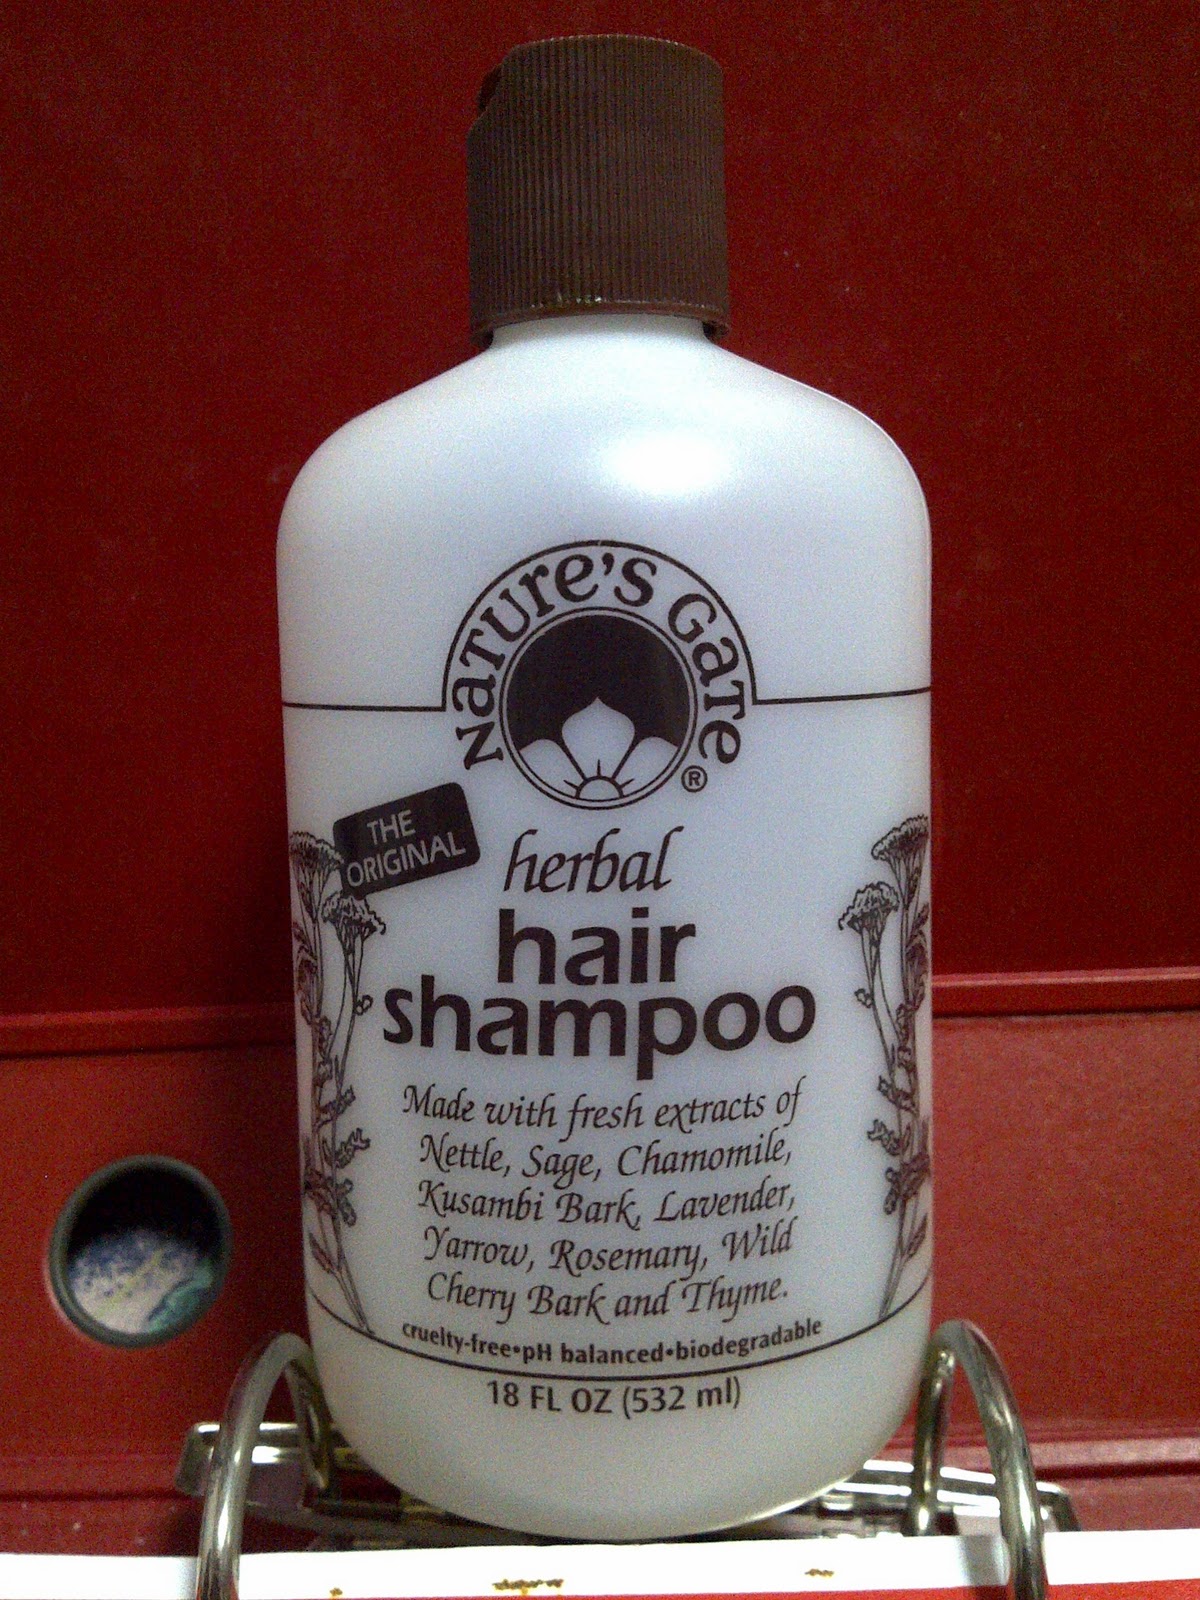 Nature's Gate®
THE
ORIGINAL
herbal
hair
shampoo
Made with fresh extracts of
Nettle, Sage, Chamomile,
Kusambi Bark, Lavender,
Yarrow, Rosemary, Wild
Cherry Bark and Thyme.
cruelty-free•pH balanced•biodegradable
18 FL OZ (532 ml)